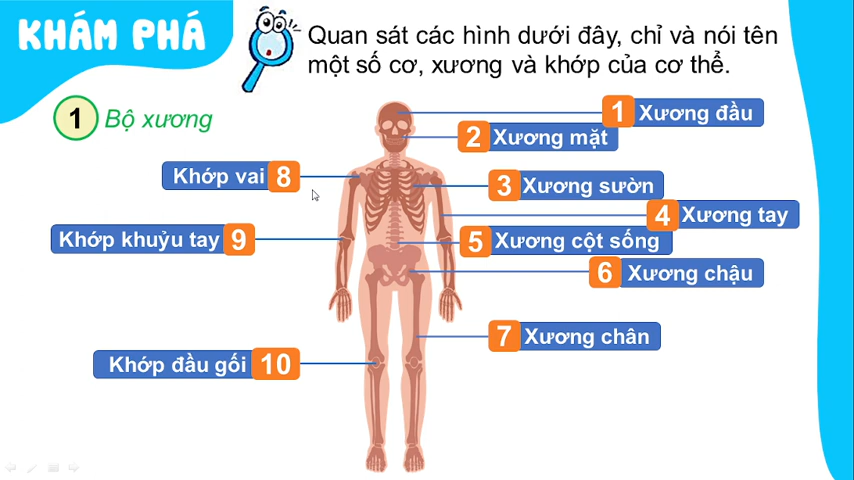 KHÁM PHÁ
Quan sát các hình dưới đây, chỉ và nói tên
một số cơ, xương và khớp của cơ thể.
1 Bộ xương
1 Xương đầu
2 Xương mặt
Khớp vai 8
3 Xương sườn
4 Xương tay
Khớp khuỷu tay 9
5 Xương cột sống
6 Xương chậu
7 Xương chân
Khớp đầu gối 10